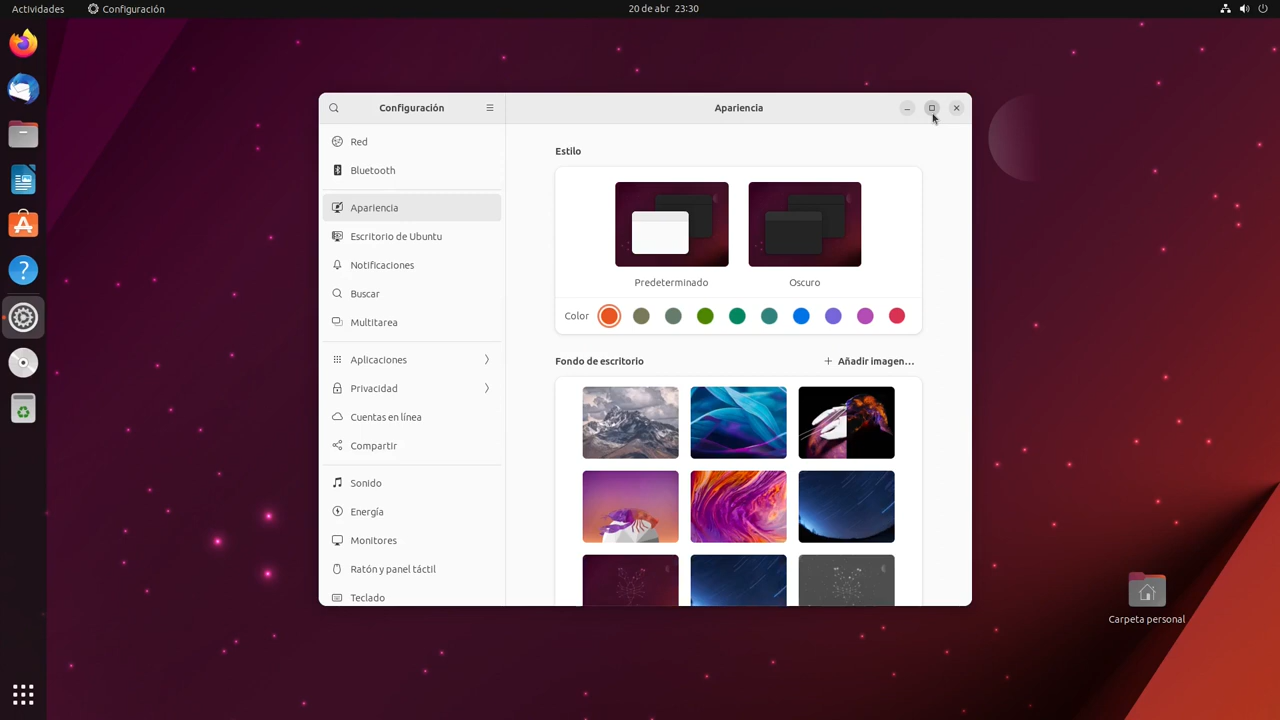 Actividades
Configuración
20 de abr 23:30
Configuración
Apariencia
Red
Bluetooth
Apariencia
Escritorio de Ubuntu
Notificaciones
Buscar
Multitarea
Aplicaciones
Privacidad
Cuentas en línea
Compartir
Sonido
Energía
Monitores
Ratón y panel táctil
Teclado
Estilo
Predeterminado
Oscuro
Color
Fondo de escritorio
Añadir imagen…
Carpeta personal